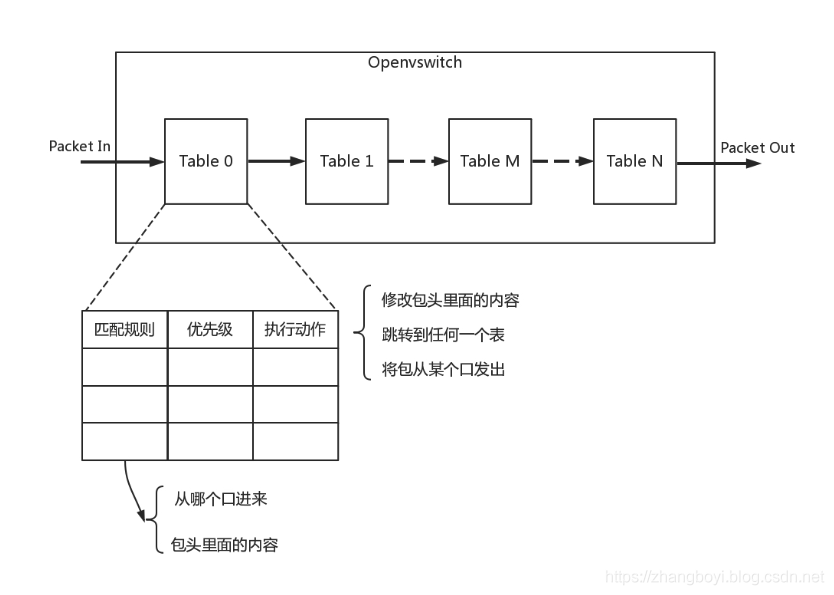 Openvswitch
Packet In
Table 0
Table 1
Table M
Table N
Packet Out
匹配规则
优先级
执行动作
修改包头里面的内容
跳转到任何一个表
将包从某个口发出
从哪个口进来
包头里面的内容
https://zhangboyi.blog.csdn.net